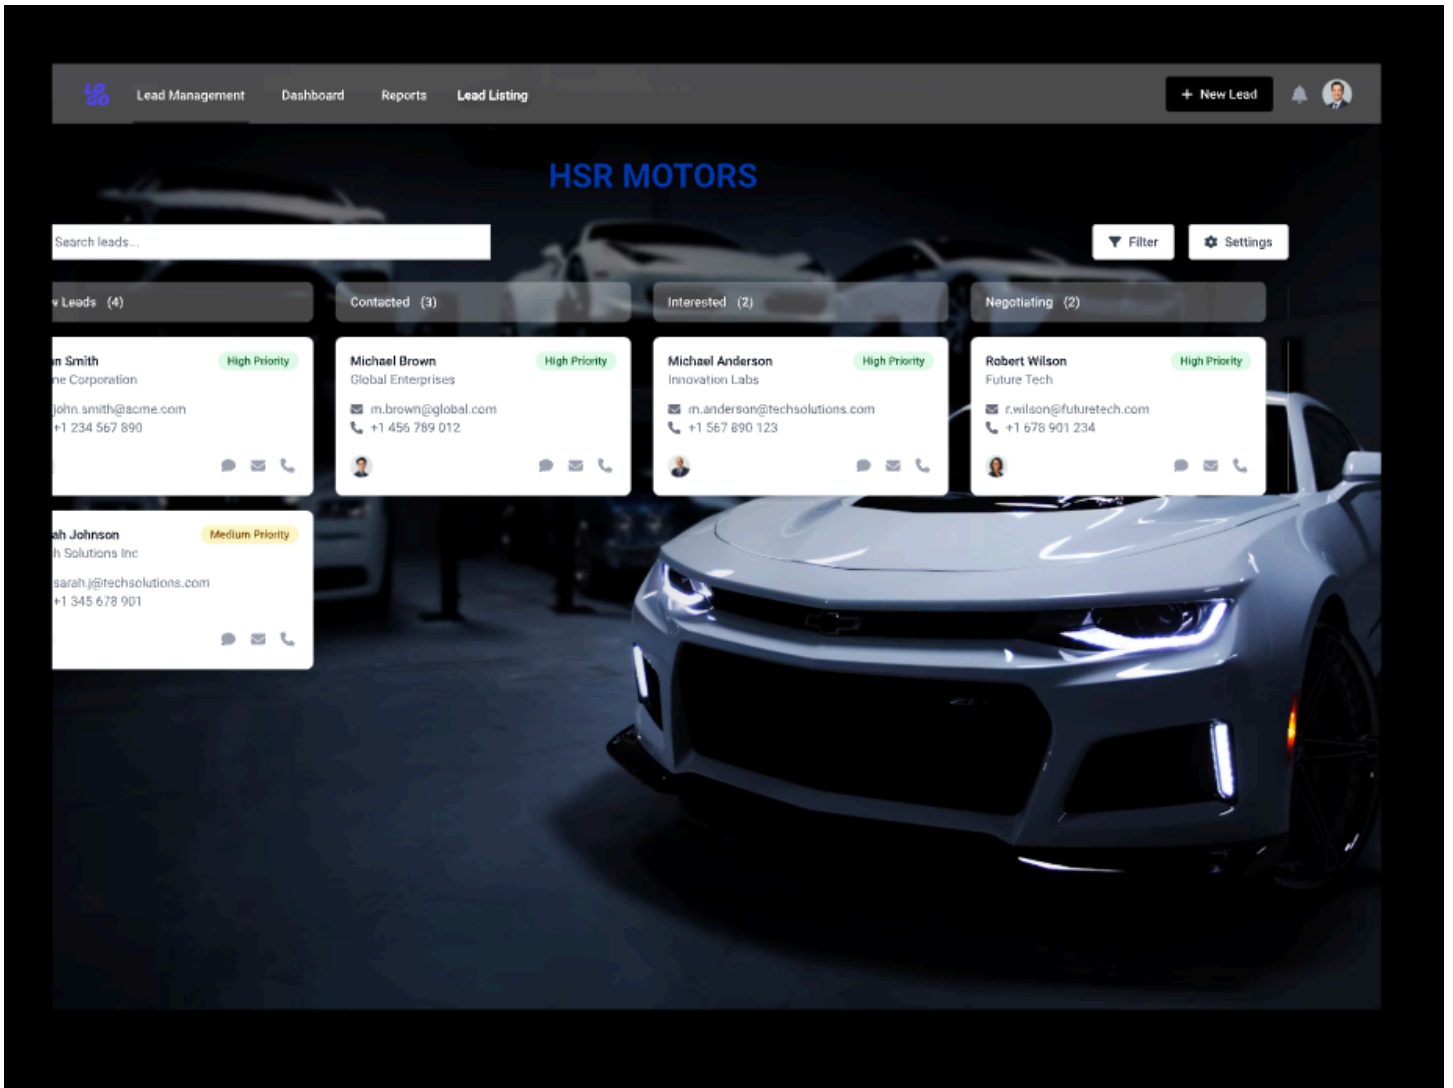 LOGO
Lead Management Dashboard Reports Lead Listing + New Lead
HSR MOTORS
Search leads... Filter Settings
Leads (4) Contacted (3) Interested (2) Negotiating (2)
Smith High Priority Michael Brown High Priority Michael Anderson High Priority Robert Wilson High Priority
Corporation Global Enterprises Innovation Labs Future Tech
john.smith@acme.com m.brown@global.com m.anderson@techsolutions.com r.wilson@futuretech.com
+1 234 567 890 +1 456 789 012 +1 567 890 123 +1 678 901 234
Johnson Medium Priority
Solutions Inc
sarah.j@techsolutions.com
+1 345 678 901